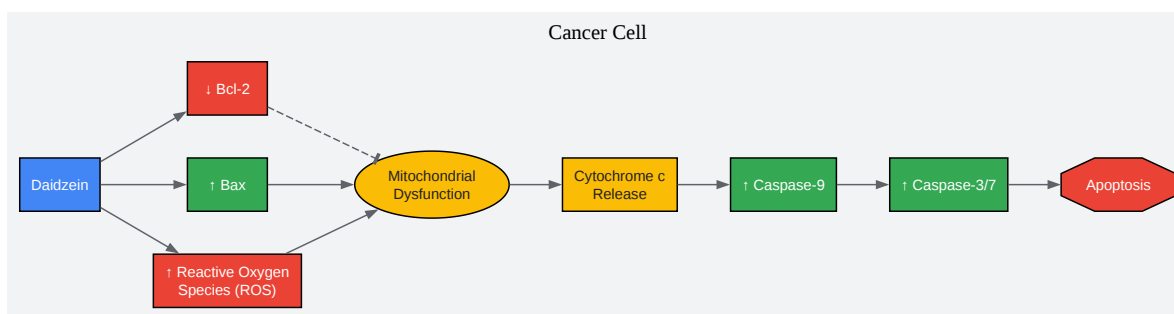 Cancer Cell
↓ Bcl-2
Daidzein
↑ Bax
Mitochondrial
Dysfunction
Cytochrome c
Release
↑ Caspase-9
↑ Caspase-3/7
Apoptosis
↑ Reactive Oxygen
Species (ROS)